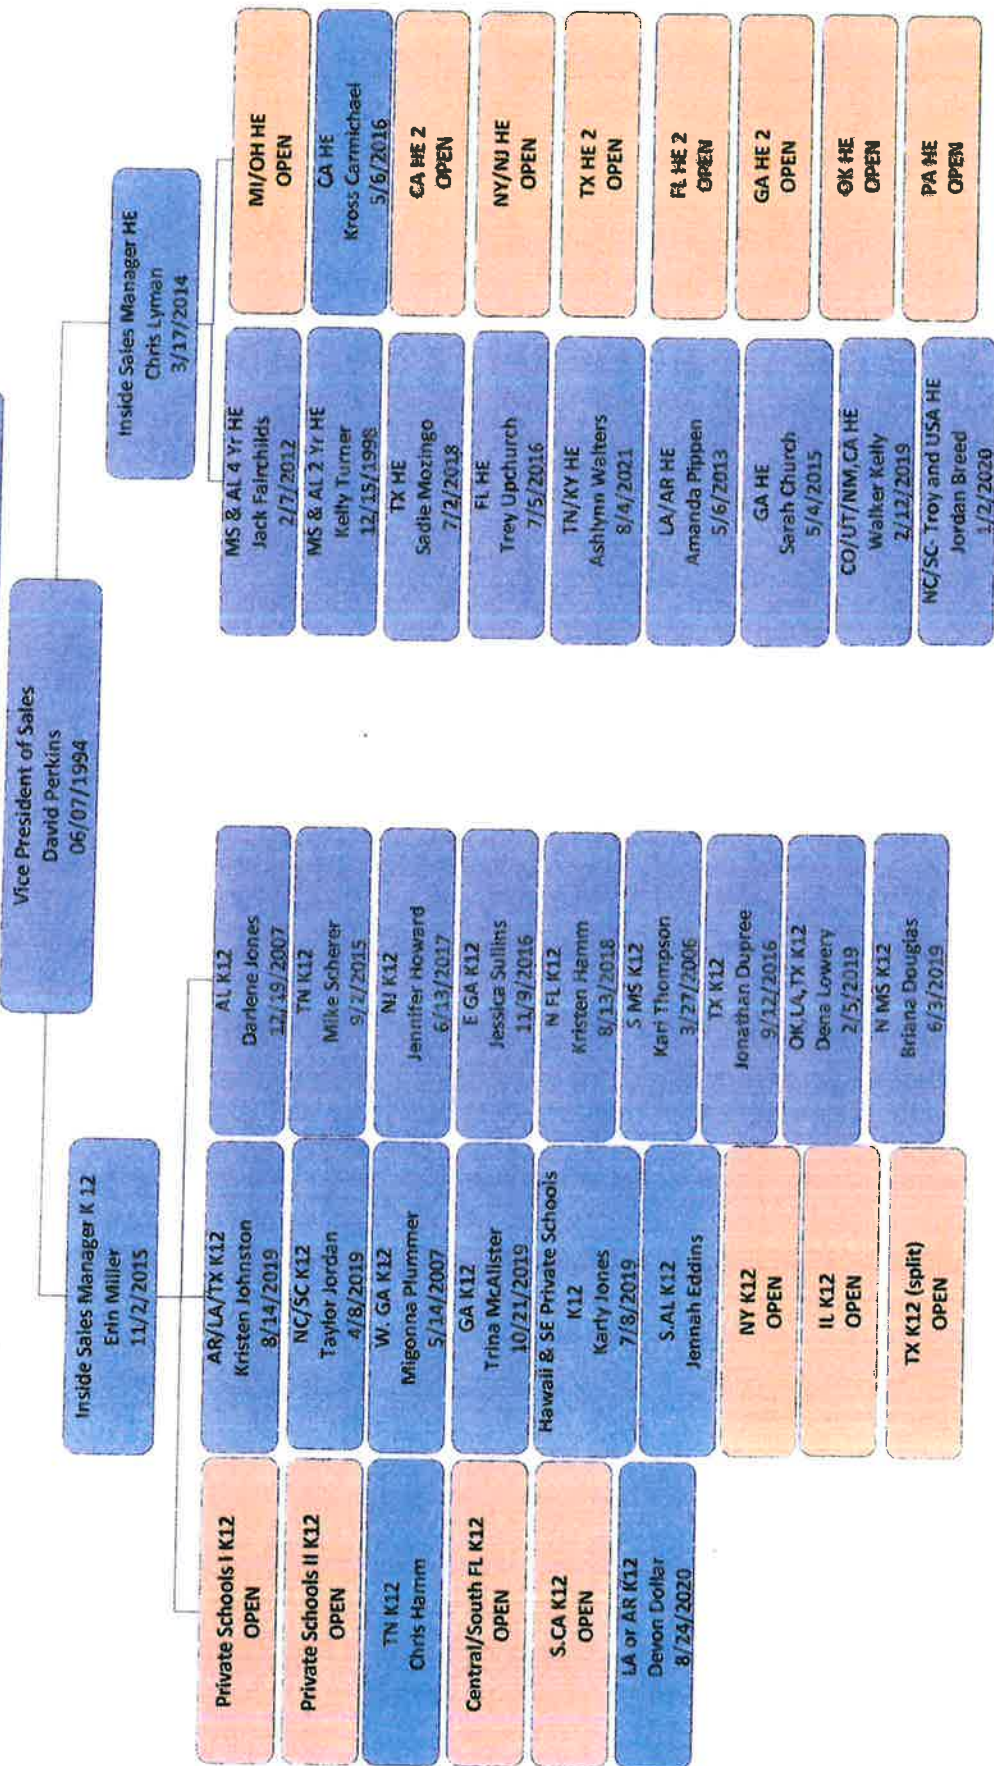 Vice President of Sales
David Perkins
06/07/1994
Inside Sales Manager K 12
Erin Miller
11/2/2015
Inside Sales Manager HE
Chris Lyman
3/17/2014
Private Schools I K12
OPEN
Private Schools II K12
OPEN
TN K12
Chris Hamm
Central/South FL K12
OPEN
S.CA K12
OPEN
LA or AR K12
Devon Dollar
8/24/2020
AR/LA/TX K12
Kristen Johnston
8/14/2019
NC/SC K12
Taylor Jordan
4/8/2019
W. GA K12
Migonna Plummer
5/14/2007
GA K12
Trina McAlister
10/21/2019
Hawaii & SE Private Schools
K12
Karly Jones
7/8/2019
S.AL K12
Jennah Eddins
NY K12
OPEN
IL K12
OPEN
TX K12 (split)
OPEN
AL K12
Darlene Jones
12/19/2007
TN K12
Mike Scherer
9/2/2015
NJ K12
Jennifer Howard
6/13/2017
E GA K12
Jessica Sullins
11/9/2016
N FL K12
Kristen Hamm
8/13/2018
S MS K12
Kari Thompson
3/27/2006
TX K12
Jonathan Dupree
9/12/2016
OK,LA,TX K12
Dena Lowery
2/5/2019
N MS K12
Briana Douglas
6/3/2019
MS & AL 4 Yr HE
Jack Fairchilds
2/7/2012
MS & AL 2 Yr HE
Kelly Turner
12/15/1998
TX HE
Sadie Mozingo
7/2/2018
FL HE
Trey Upchurch
7/5/2016
TN/KY HE
Ashlynn Walters
8/4/2021
LA/AR HE
Amanda Pippen
5/6/2013
GA HE
Sarah Church
5/4/2015
CO/UT/NM,CA HE
Walker Kelly
2/12/2019
NC/SC- Troy and USA HE
Jordan Breed
1/2/2020
MI/OH HE
OPEN
CA HE
Kross Carmichael
5/6/2016
CA HE 2
OPEN
NY/NJ HE
OPEN
TX HE 2
OPEN
FL HE 2
OPEN
GA HE 2
OPEN
OK HE
OPEN
PA HE
OPEN